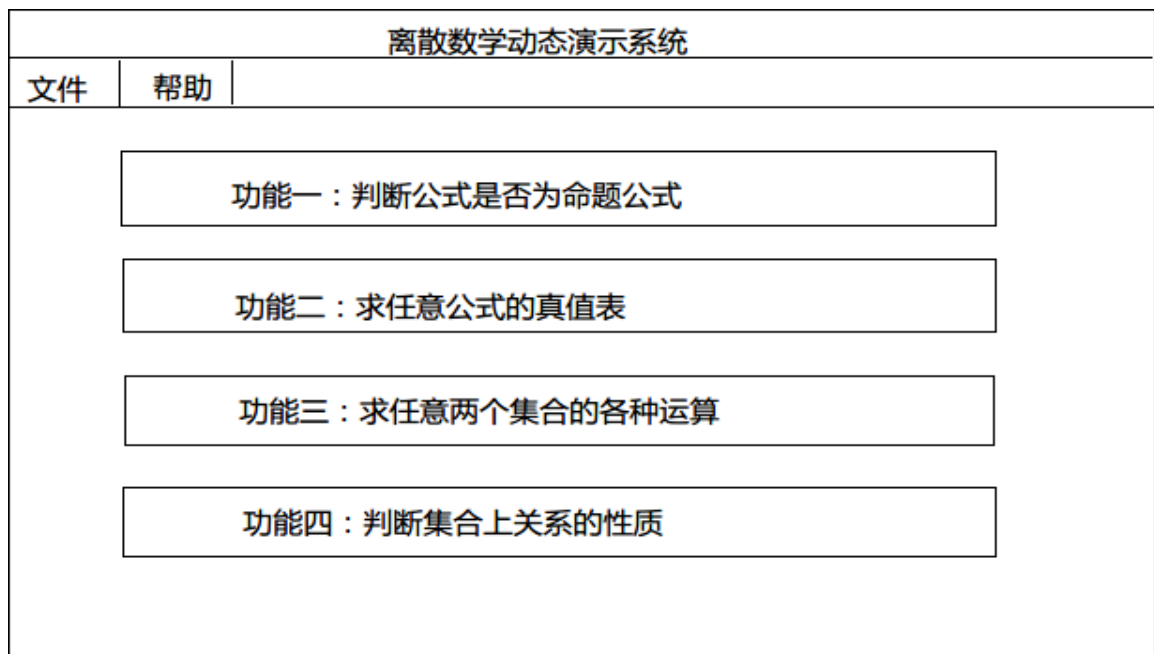 离散数学动态演示系统
文件 帮助
功能一：判断公式是否为命题公式
功能二：求任意公式的真值表
功能三：求任意两个集合的各种运算
功能四：判断集合上关系的性质